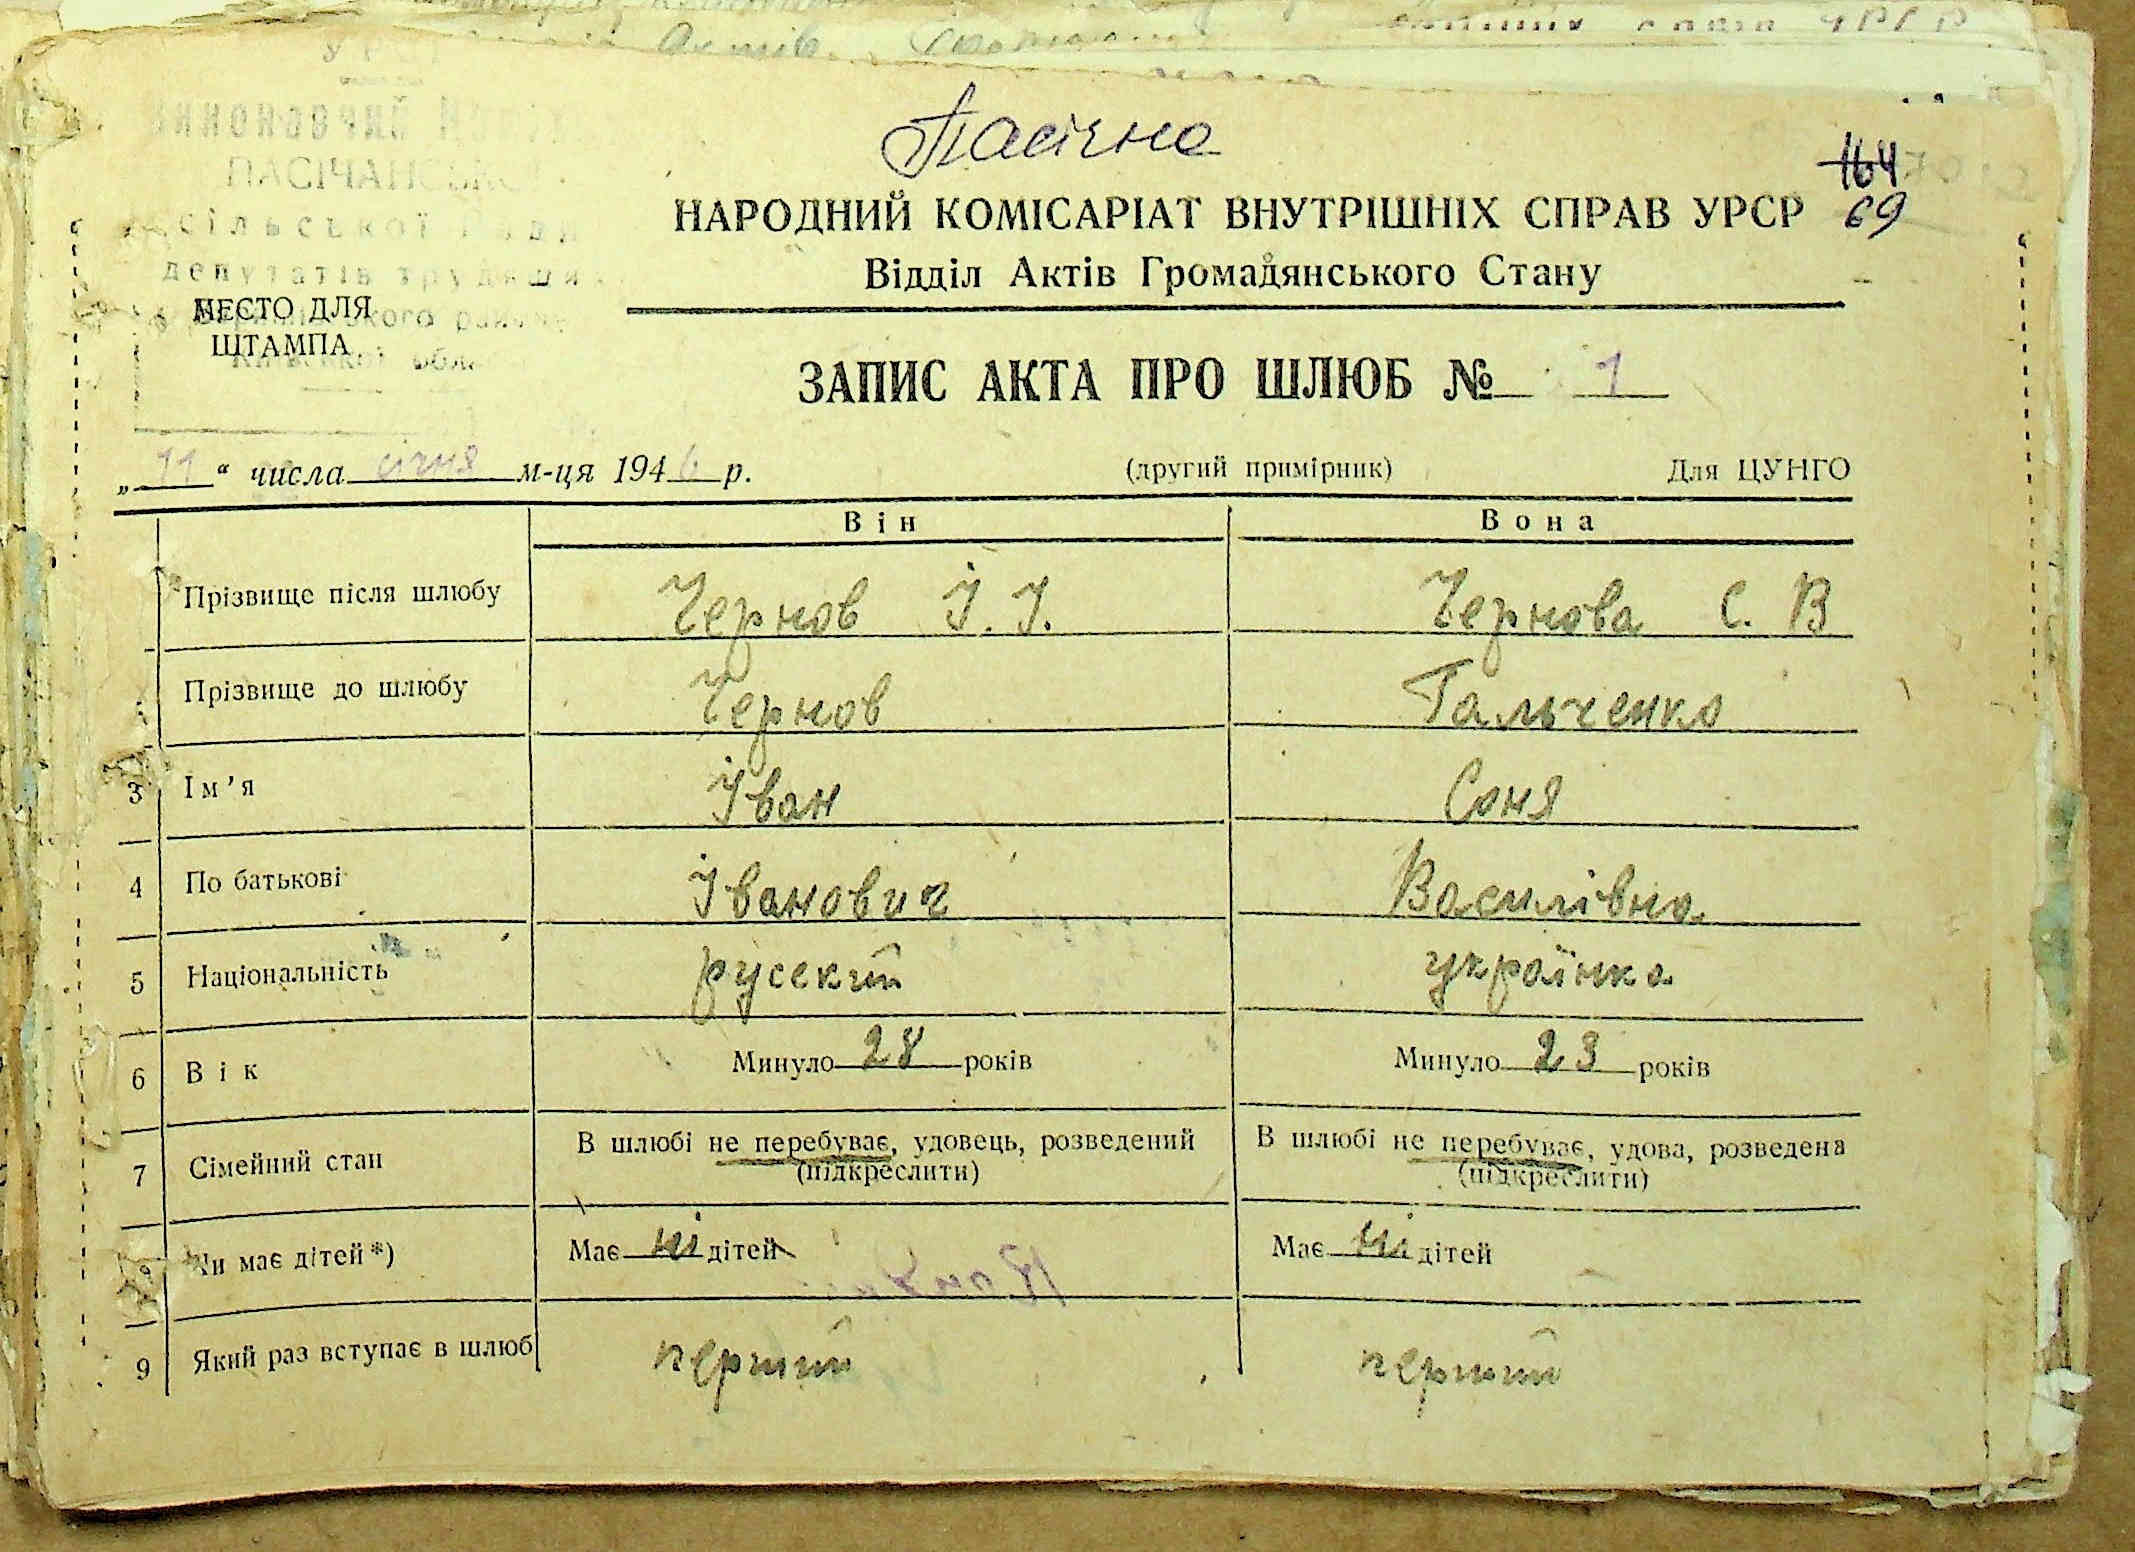 Пасічна
164
69
УРСР
ПАСІЧАНСЬКОЇ
сільської Ради
депутатів трудящих
МЕСТО ДЛЯ
ШТАМПА
НАРОДНИЙ КОМІСАРІАТ ВНУТРІШНІХ СПРАВ УРСР
Відділ Актів Громадянського Стану
ЗАПИС АКТА ПРО ШЛЮБ № 1
„ 11 “ числа січня м-ця 1946 р. (другий примірник) Для ЦУНГО
Він Вона
Прізвище після шлюбу Чернов І. І. Чернова С. В
Прізвище до шлюбу Чернов Гальченко
3 Ім’я Іван Соня
4 По батькові Іванович Василівна
5 Національність руский українка
6 Вік Минуло 28 років Минуло 23 років
7 Сімейний стан В шлюбі не перебуває, удовець, розведений В шлюбі не перебуває, удова, розведена
(підкреслити) (підкреслити)
Чи має дітей*) Має ні дітей Має ні дітей
9 Який раз вступає в шлюб перший перший